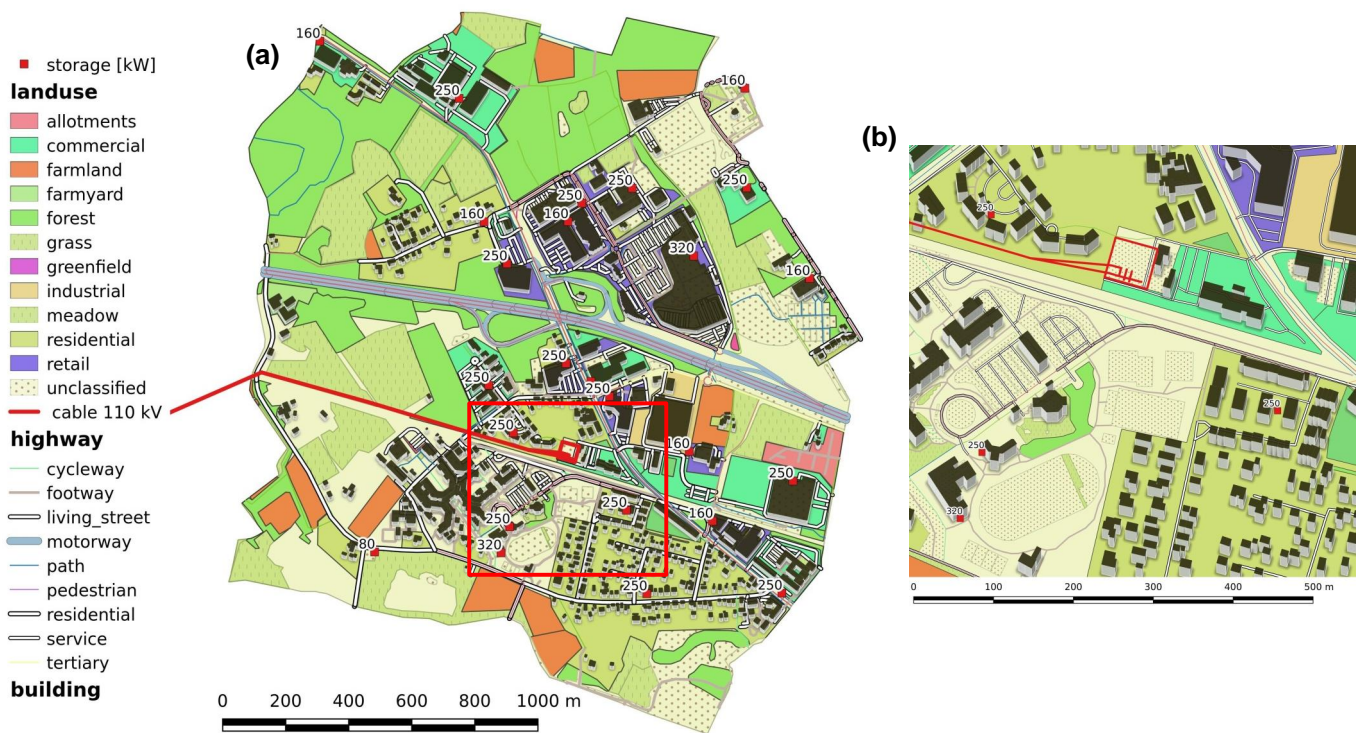 (a)
(b)
storage [kW]
landuse
allotments
commercial
farmland
farmyard
forest
grass
greenfield
industrial
meadow
residential
retail
unclassified
cable 110 kV
highway
cycleway
footway
living_street
motorway
path
pedestrian
residential
service
tertiary
building
160
250
160
250
250
250
160
160
250
320
160
250
250
250
250
160
250
250
250
160
320
80
250
250
0 200 400 600 800 1000 m
250
250
250
320
0 100 200 300 400 500 m